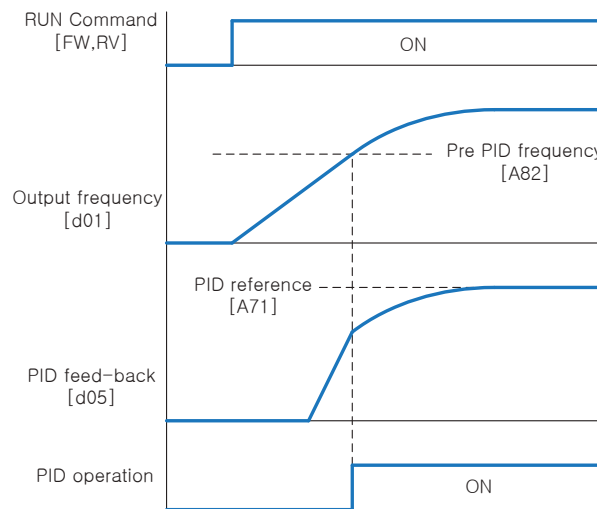 RUN Command
[FW,RV]
ON
Pre PID frequency
[A82]
Output frequency
[d01]
PID reference
[A71]
PID feed-back
[d05]
PID operation
ON